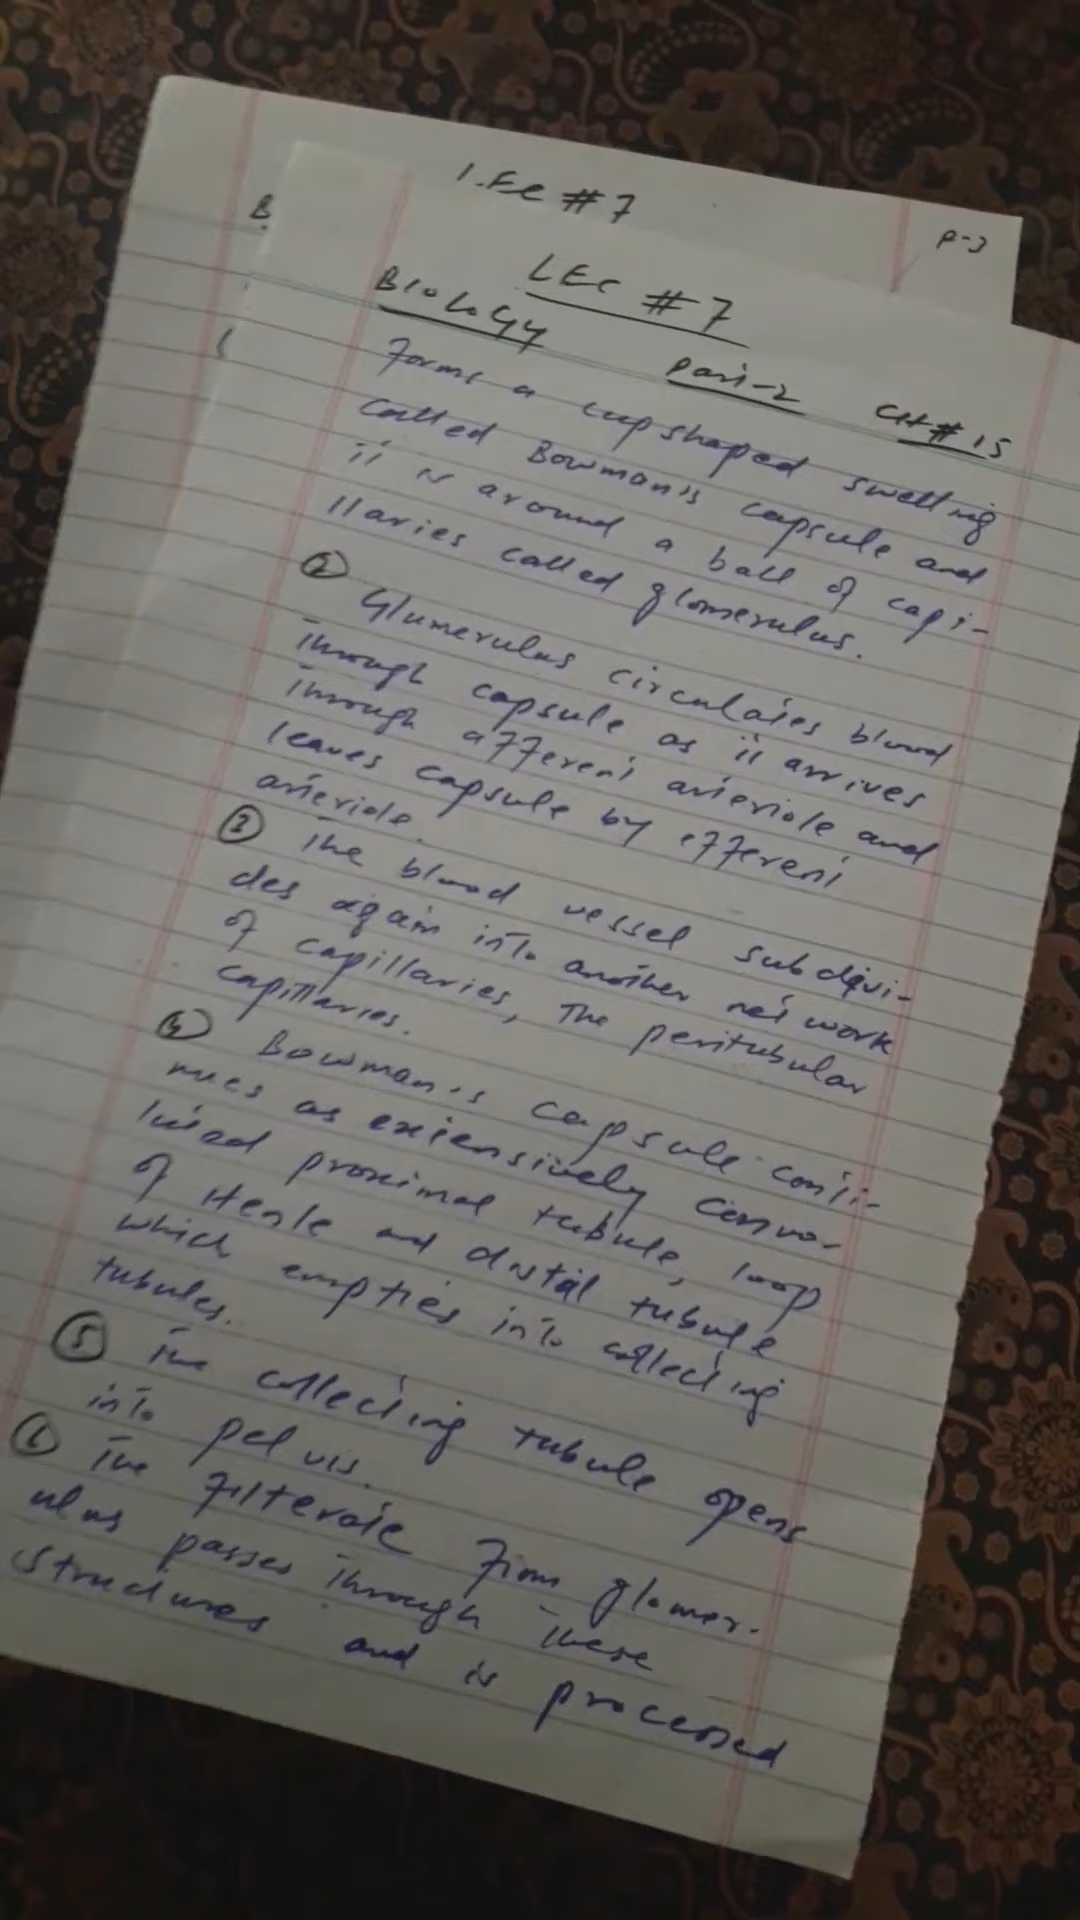 LEC #7
P-3
B
LEC #7
BIOLOGY Part-2 CH#15
Forms a cup shaped swelling
called Bowman's capsule and
it is around a ball of capi-
llaries called glomerulus.
② Glumerulus circulates blood
through capsule as it arrives
through afferent arteriole and
leaves capsule by efferent
arteriole.
③ The blood vessel subdivi-
des again into another net work
of capillaries, The peritubular
capillaries.
④ Bowman's capsule conti-
nues as extensively convo-
luted proximal tubule, loop
of Henle and distal tubule
which empties into collecting
tubules.
⑤ The collecting tubule opens
into pelvis.
⑥ The filterate from glomer-
ulus passes through these
structures and is processed